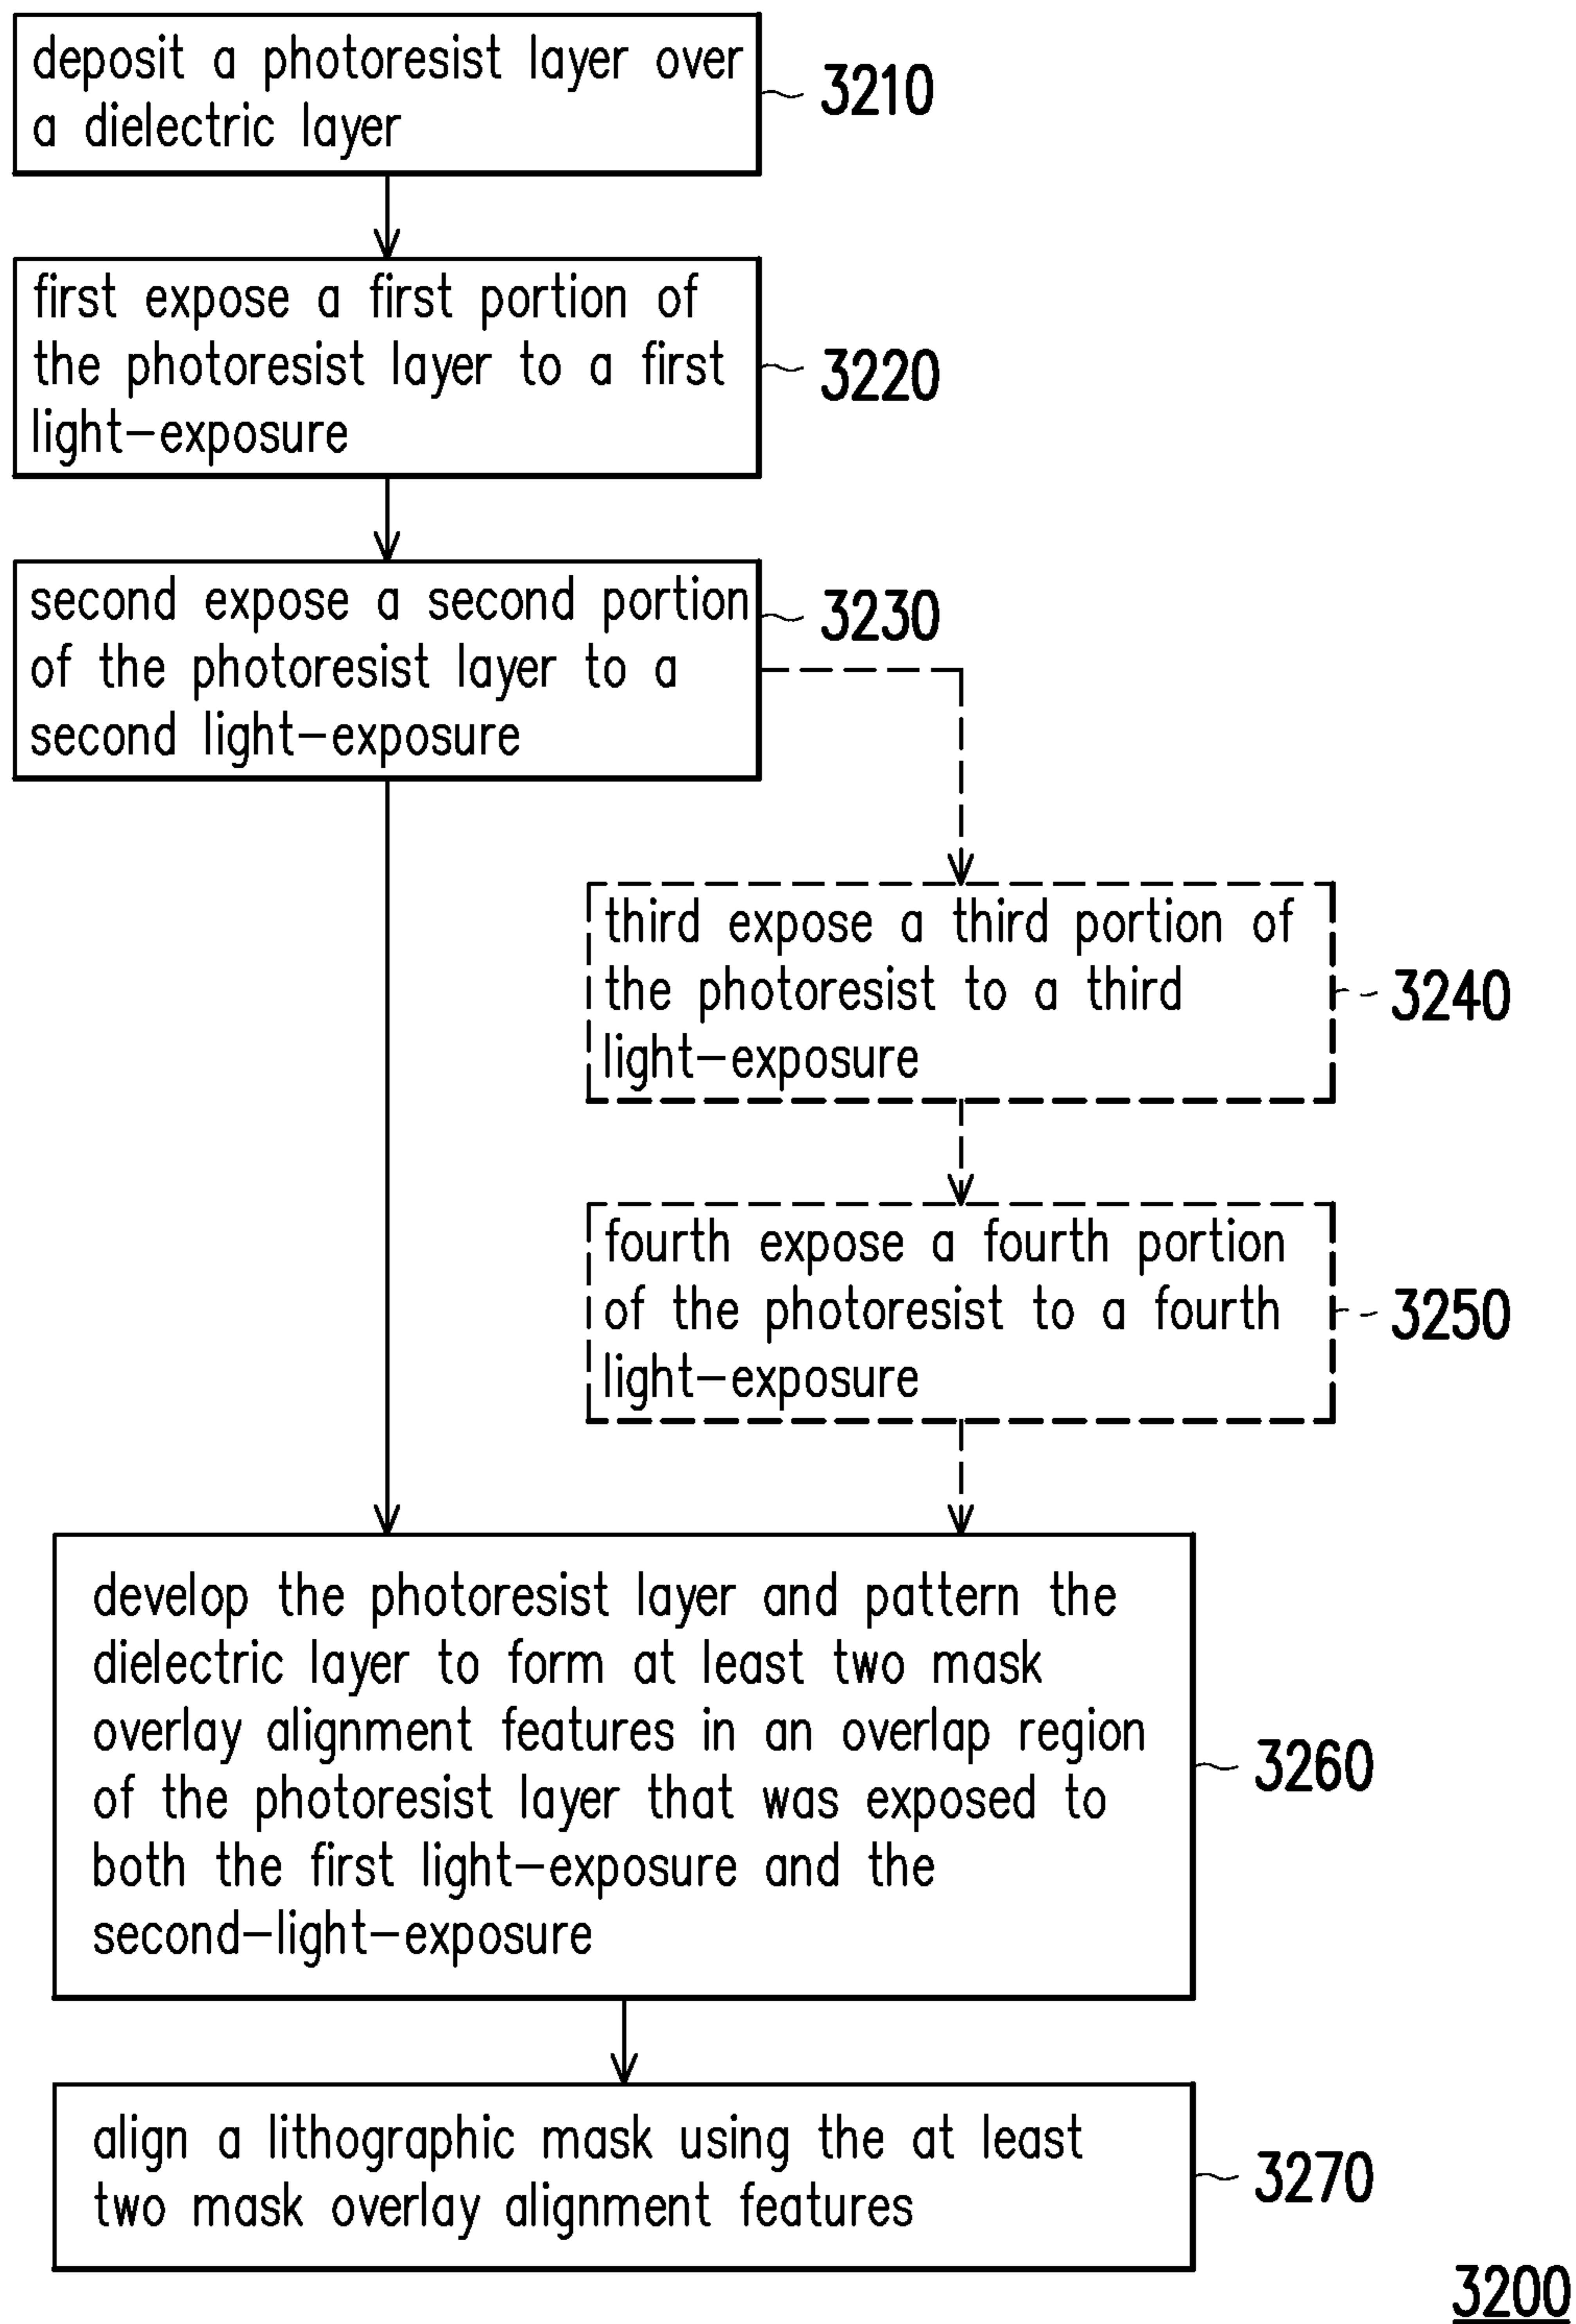 deposit a photoresist layer over
a dielectric layer
3210
first expose a first portion of
the photoresist layer to a first
light-exposure
3220
second expose a second portion
of the photoresist layer to a
second light-exposure
3230
third expose a third portion of
the photoresist to a third
light-exposure
3240
fourth expose a fourth portion
of the photoresist to a fourth
light-exposure
3250
develop the photoresist layer and pattern the
dielectric layer to form at least two mask
overlay alignment features in an overlap region
of the photoresist layer that was exposed to
both the first light-exposure and the
second-light-exposure
3260
align a lithographic mask using the at least
two mask overlay alignment features
3270
3200